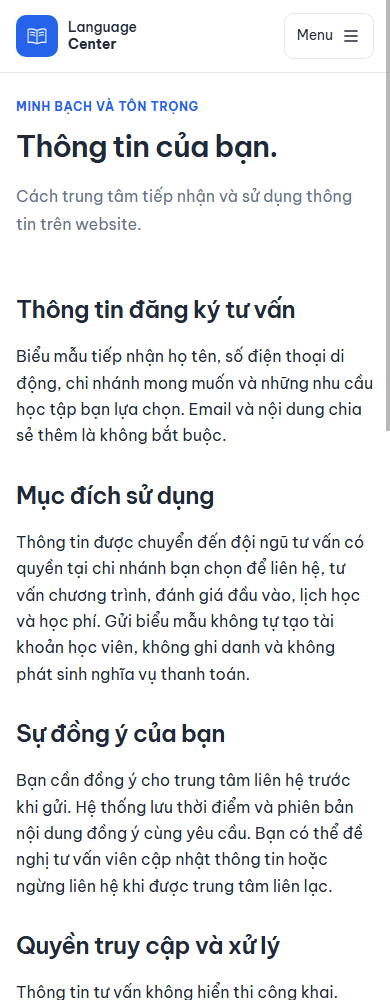 Language
Center
Menu
MINH BẠCH VÀ TÔN TRỌNG
Thông tin của bạn.
Cách trung tâm tiếp nhận và sử dụng thông
tin trên website.
Thông tin đăng ký tư vấn
Biểu mẫu tiếp nhận họ tên, số điện thoại di
động, chi nhánh mong muốn và những nhu cầu
học tập bạn lựa chọn. Email và nội dung chia
sẻ thêm là không bắt buộc.
Mục đích sử dụng
Thông tin được chuyển đến đội ngũ tư vấn có
quyền tại chi nhánh bạn chọn để liên hệ, tư
vấn chương trình, đánh giá đầu vào, lịch học
và học phí. Gửi biểu mẫu không tự tạo tài
khoản học viên, không ghi danh và không
phát sinh nghĩa vụ thanh toán.
Sự đồng ý của bạn
Bạn cần đồng ý cho trung tâm liên hệ trước
khi gửi. Hệ thống lưu thời điểm và phiên bản
nội dung đồng ý cùng yêu cầu. Bạn có thể đề
nghị tư vấn viên cập nhật thông tin hoặc
ngừng liên hệ khi được trung tâm liên lạc.
Quyền truy cập và xử lý
Thông tin tư vấn không hiển thị công khai.